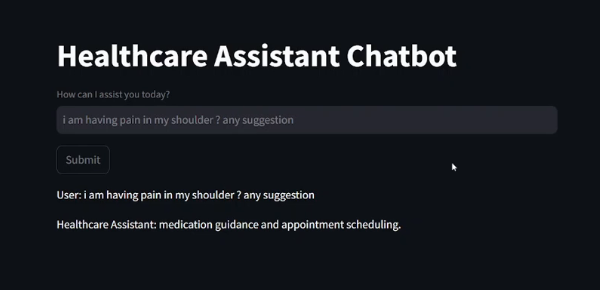 Healthcare Assistant Chatbot
How can I assist you today?
i am having pain in my shoulder ? any suggestion
Submit
User: i am having pain in my shoulder ? any suggestion
Healthcare Assistant: medication guidance and appointment scheduling.